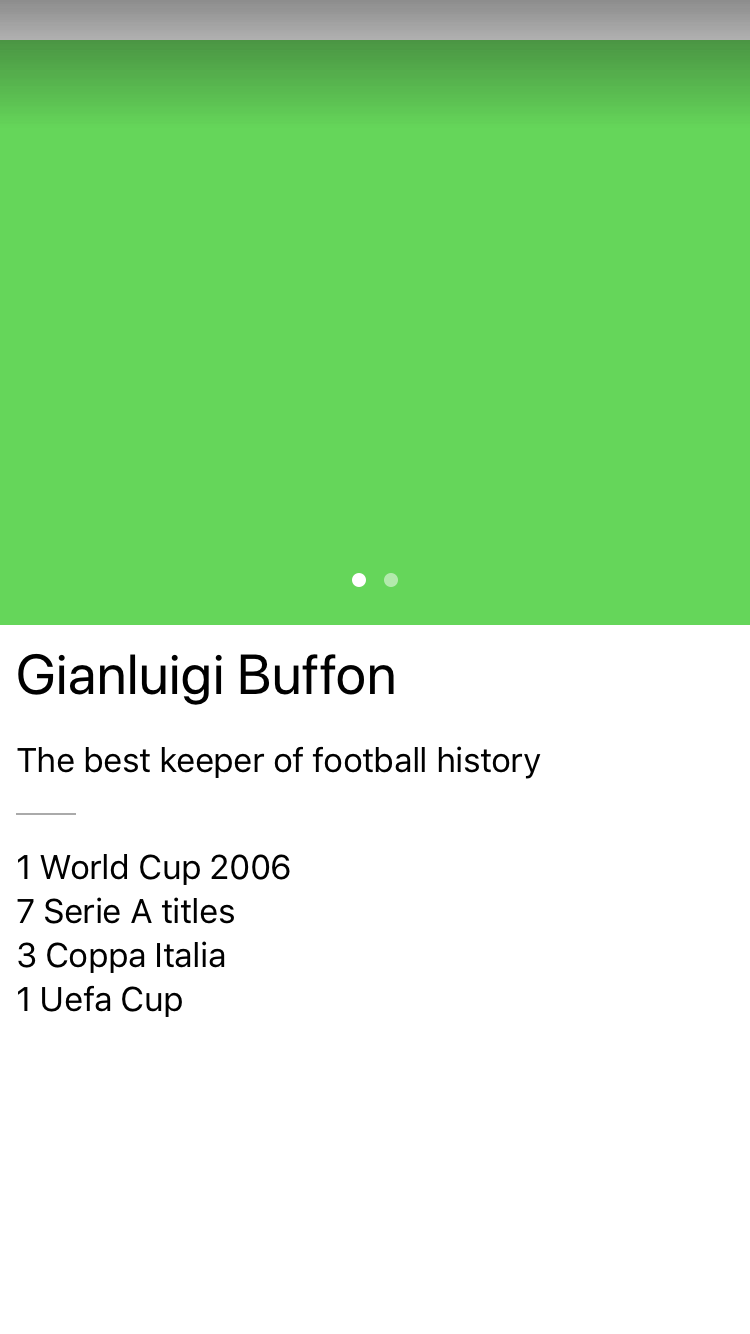 Gianluigi Buffon
The best keeper of football history
1 World Cup 2006
7 Serie A titles
3 Coppa Italia
1 Uefa Cup